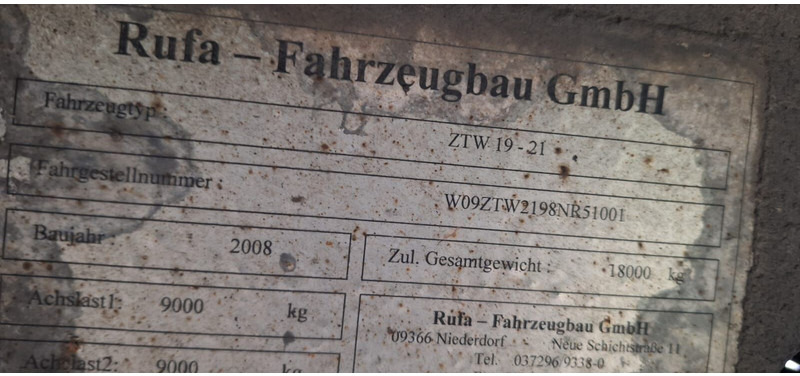 Rufa – Fahrzeugbau GmbH
Fahrzeugtyp : ZTW 19 - 21
Fahrgestellnummer : W09ZTW2198NR51001
Baujahr 2008
Zul. Gesamtgewicht : 18000 kg
Achslast1: 9000 kg
Rufa – Fahrzeugbau GmbH
09366 Niederdorf - Neue Schichtstraße 11
Tel. 037296/9338-0
Achslast2: 9000 kg